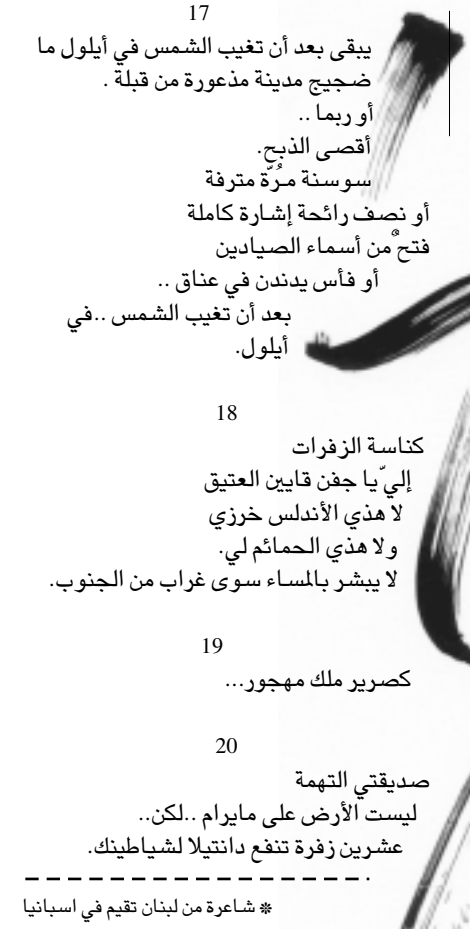 17
يبقى بعد أن تغيب الشمس في أيلول ما
ضجيج مدينة مذعورة من قبلة .
أو ربما ..
أقصى الذبح.
سوسنة مُرّة مترفة
أو نصف رائحة إشارة كاملة
فتحٌ من أسماء الصيادين
أو فأس يدندن في عناق ..
بعد أن تغيب الشمس ..في
أيلول.
18
كناسة الزفرات
إليّ يا جفن قايين العتيق
لا هذي الأندلس خرزي
ولا هذي الحمائم لي.
لا يبشر بالمساء سوى غراب من الجنوب.
19
كصرير ملك مهجور...
20
صديقتي التهمة
ليست الأرض على مايرام ..لكن..
عشرين زفرة تنفع دانتيلا لشياطينك.
* شاعرة من لبنان تقيم في اسبانيا